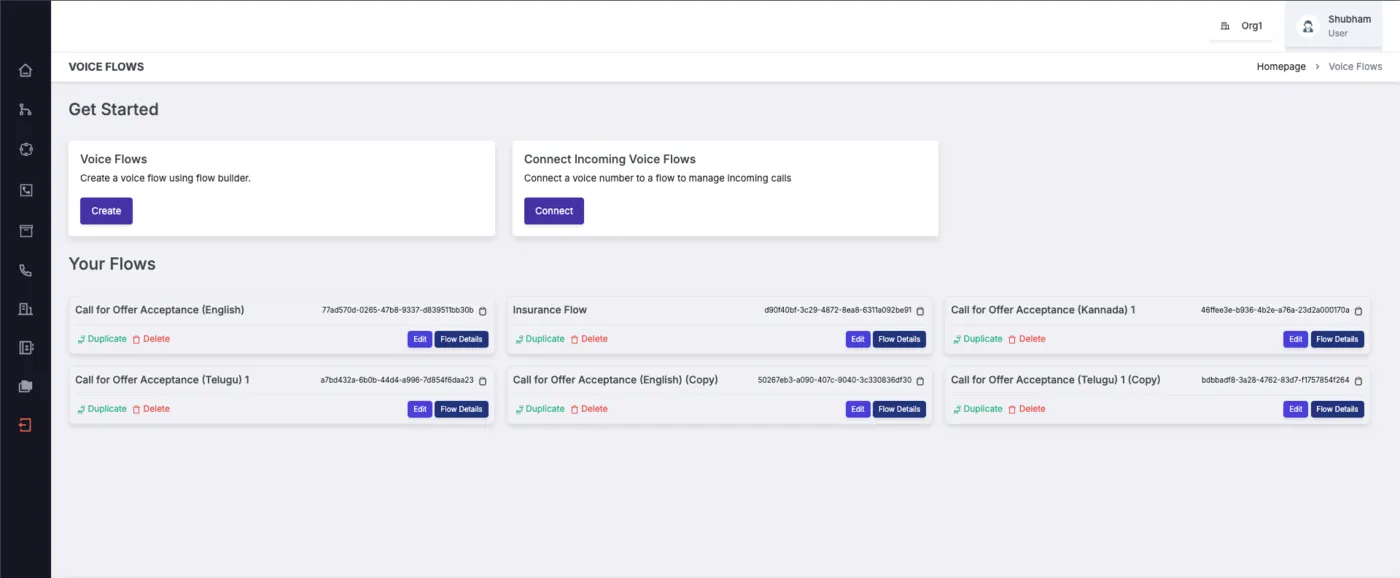 Org1
Shubham
User
VOICE FLOWS
Homepage > Voice Flows
Get Started
Voice Flows
Create a voice flow using flow builder.
Create
Connect Incoming Voice Flows
Connect a voice number to a flow to manage incoming calls
Connect
Your Flows
Call for Offer Acceptance (English) 77ad570d-0265-47b8-9337-d839511bb30b
Duplicate Delete Edit Flow Details
Insurance Flow d90f40bf-3c29-4872-8ea8-6311a092be91
Duplicate Delete Edit Flow Details
Call for Offer Acceptance (Kannada) 1 46ffee3e-b936-4b2e-a76a-23d2a000170a
Duplicate Delete Edit Flow Details
Call for Offer Acceptance (Telugu) 1 a7bd432a-6b0b-44d4-a996-7d854f6daa23
Duplicate Delete Edit Flow Details
Call for Offer Acceptance (English) (Copy) 50267eb3-a090-407c-9040-3c330836df30
Duplicate Delete Edit Flow Details
Call for Offer Acceptance (Telugu) 1 (Copy) bdbbadf8-3a28-4762-83d7-f1757854f264
Duplicate Delete Edit Flow Details